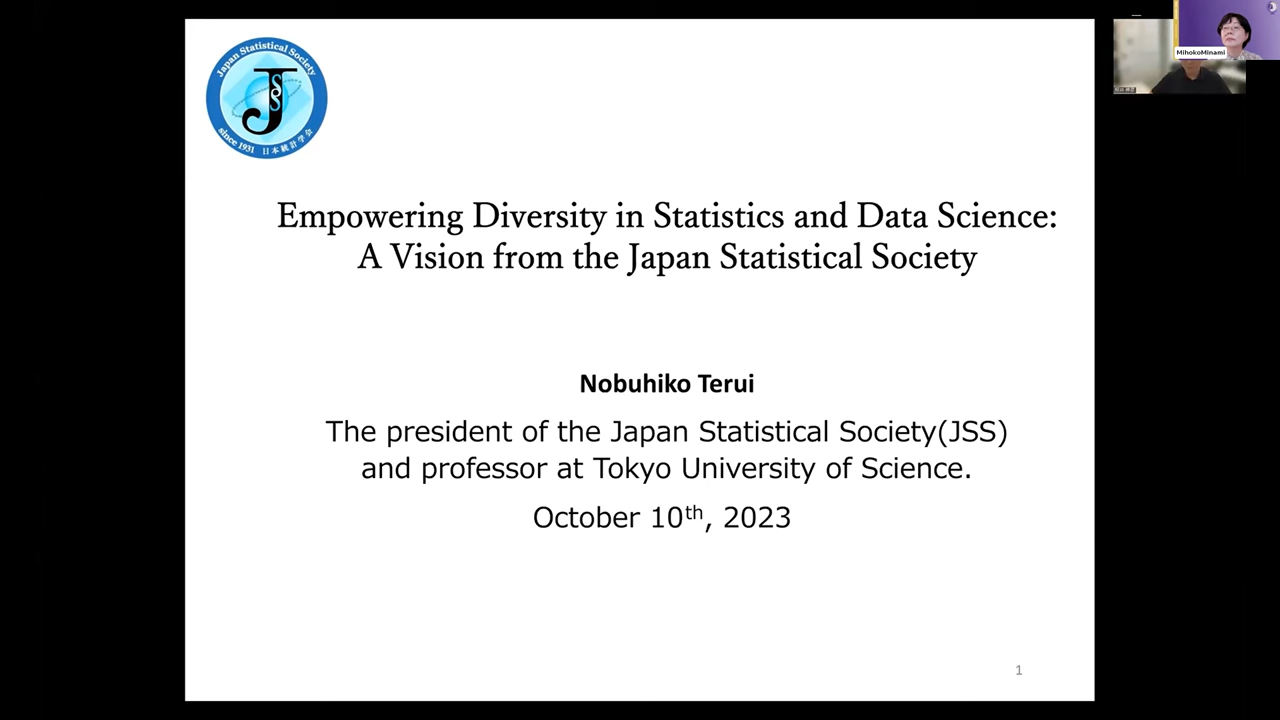 Japan Statistical Society
J
SS
since 1931 日本統計学会
MihokoMinami
Empowering Diversity in Statistics and Data Science:
A Vision from the Japan Statistical Society
Nobuhiko Terui
The president of the Japan Statistical Society(JSS)
and professor at Tokyo University of Science.
October 10th, 2023
1